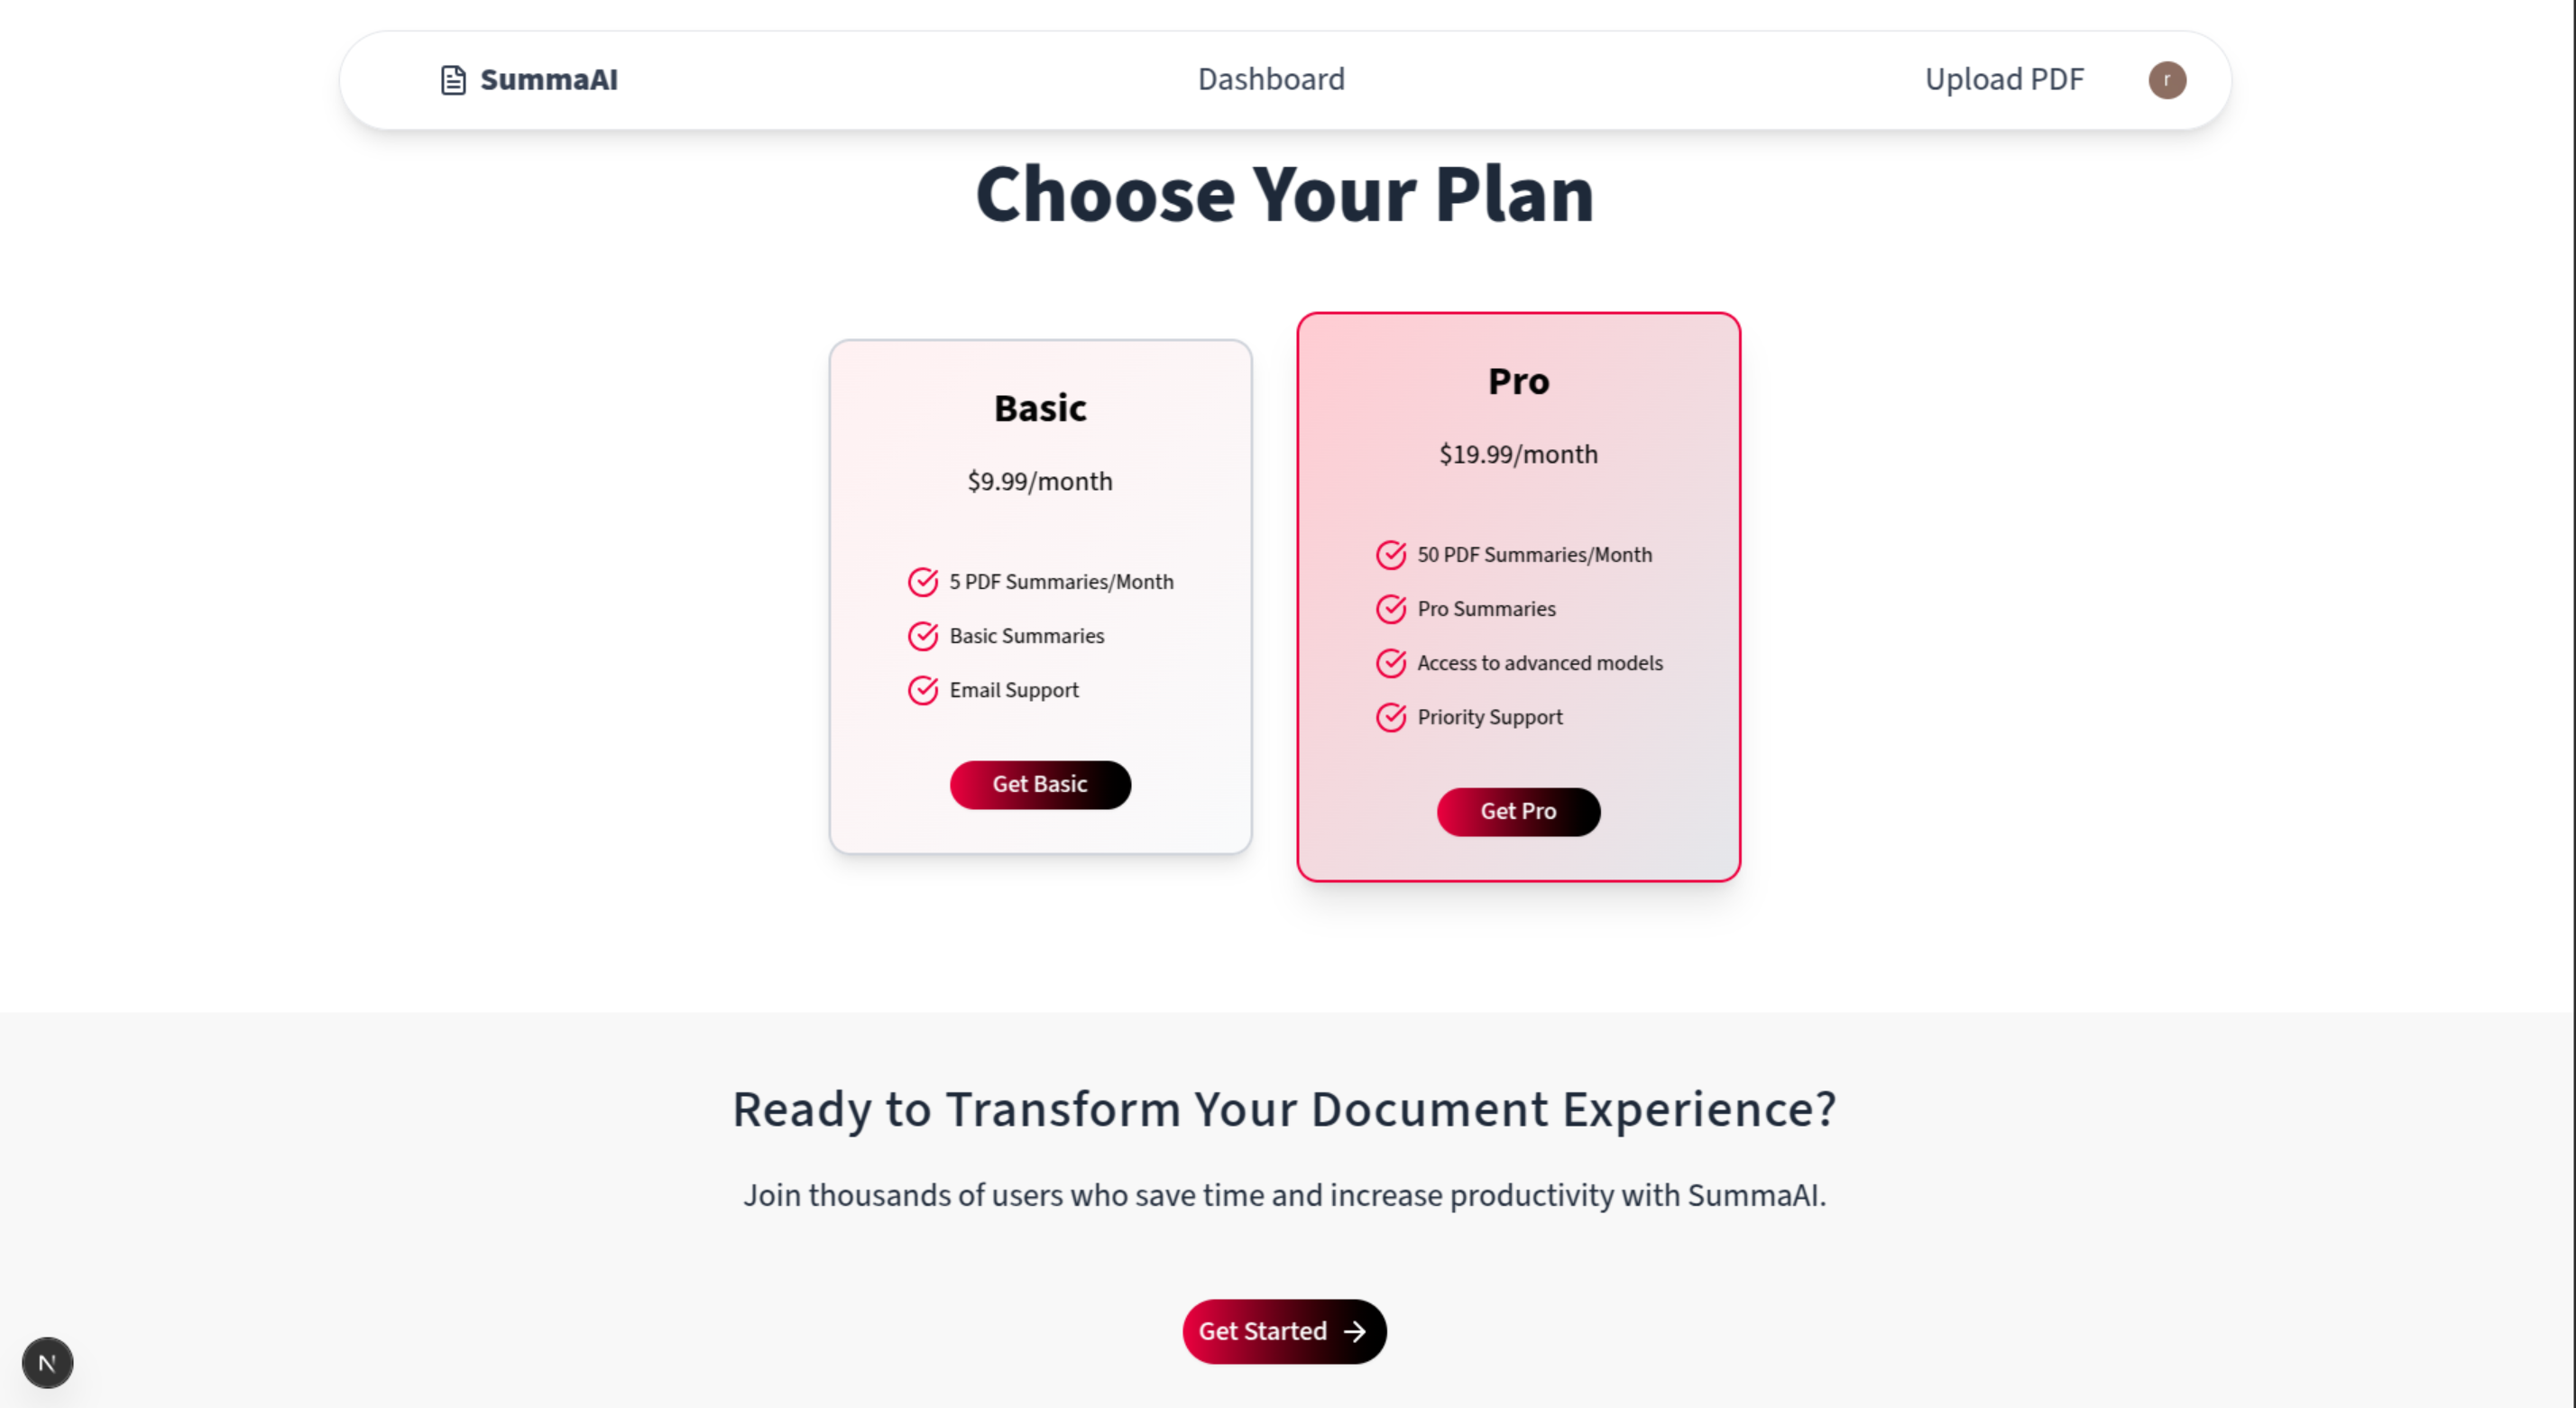 SummaAI
Dashboard
Upload PDF
r
Choose Your Plan
Basic
$9.99/month
5 PDF Summaries/Month
Basic Summaries
Email Support
Get Basic
Pro
$19.99/month
50 PDF Summaries/Month
Pro Summaries
Access to advanced models
Priority Support
Get Pro
Ready to Transform Your Document Experience?
Join thousands of users who save time and increase productivity with SummaAI.
Get Started
N